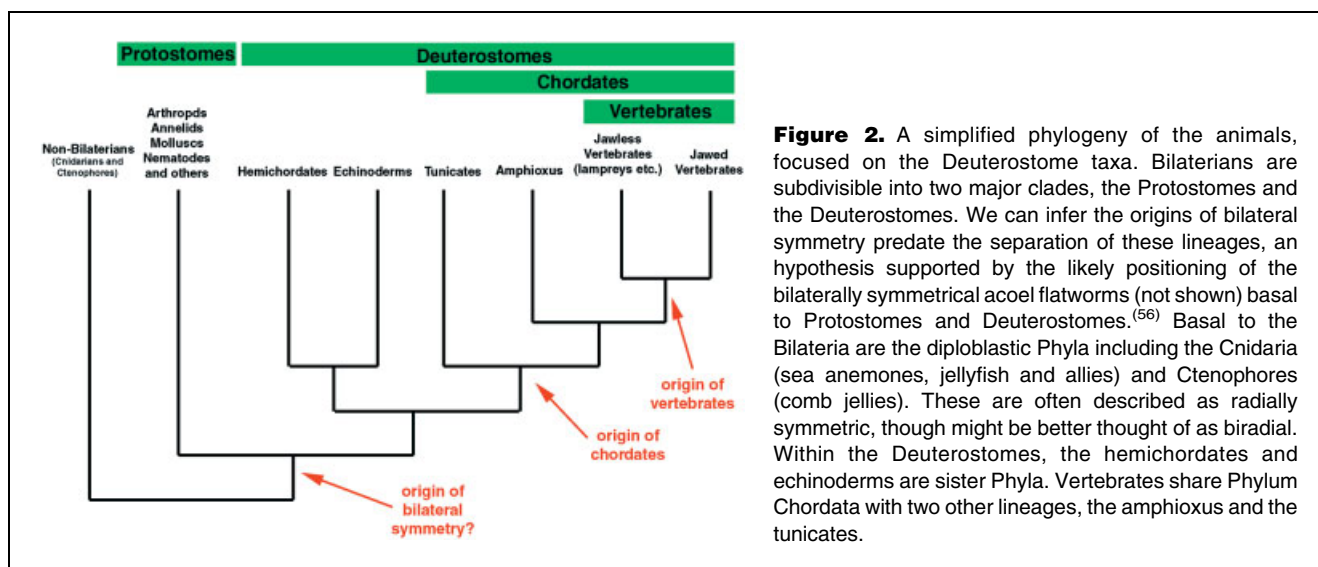 Protostomes
Deuterostomes
Chordates
Vertebrates
Non-Bilaterians
(Cnidarians and
Ctenophores)
Arthropds
Annelids
Molluscs
Nematodes
and others
Hemichordates
Echinoderms
Tunicates
Amphioxus
Jawless
Vertebrates
(lampreys etc.)
Jawed
Vertebrates
origin of
vertebrates
origin of
chordates
origin of
bilateral
symmetry?
Figure 2. A simplified phylogeny of the animals,
focused on the Deuterostome taxa. Bilaterians are
subdivisible into two major clades, the Protostomes and
the Deuterostomes. We can infer the origins of bilateral
symmetry predate the separation of these lineages, an
hypothesis supported by the likely positioning of the
bilaterally symmetrical acoel flatworms (not shown) basal
to Protostomes and Deuterostomes.(56) Basal to the
Bilateria are the diploblastic Phyla including the Cnidaria
(sea anemones, jellyfish and allies) and Ctenophores
(comb jellies). These are often described as radially
symmetric, though might be better thought of as biradial.
Within the Deuterostomes, the hemichordates and
echinoderms are sister Phyla. Vertebrates share Phylum
Chordata with two other lineages, the amphioxus and the
tunicates.